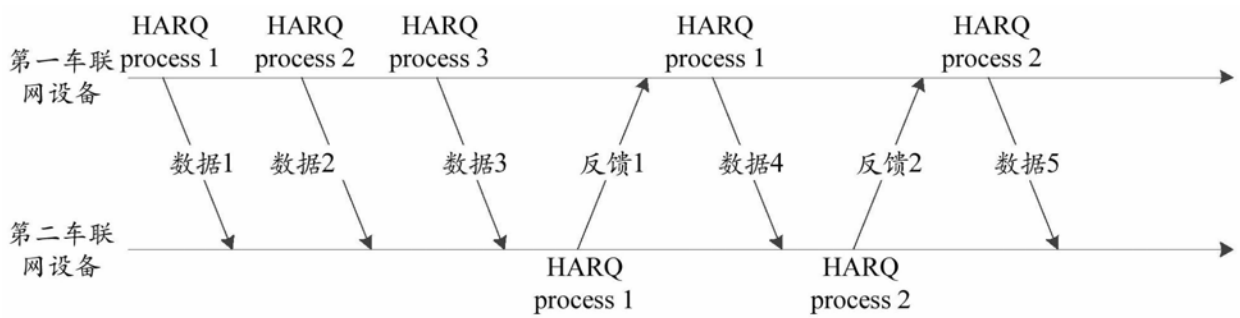 HARQ process 1
HARQ process 2
HARQ process 3
HARQ process 1
HARQ process 2
第一车联网设备
数据1
数据2
数据3
反馈1
数据4
反馈2
数据5
第二车联网设备
HARQ process 1
HARQ process 2